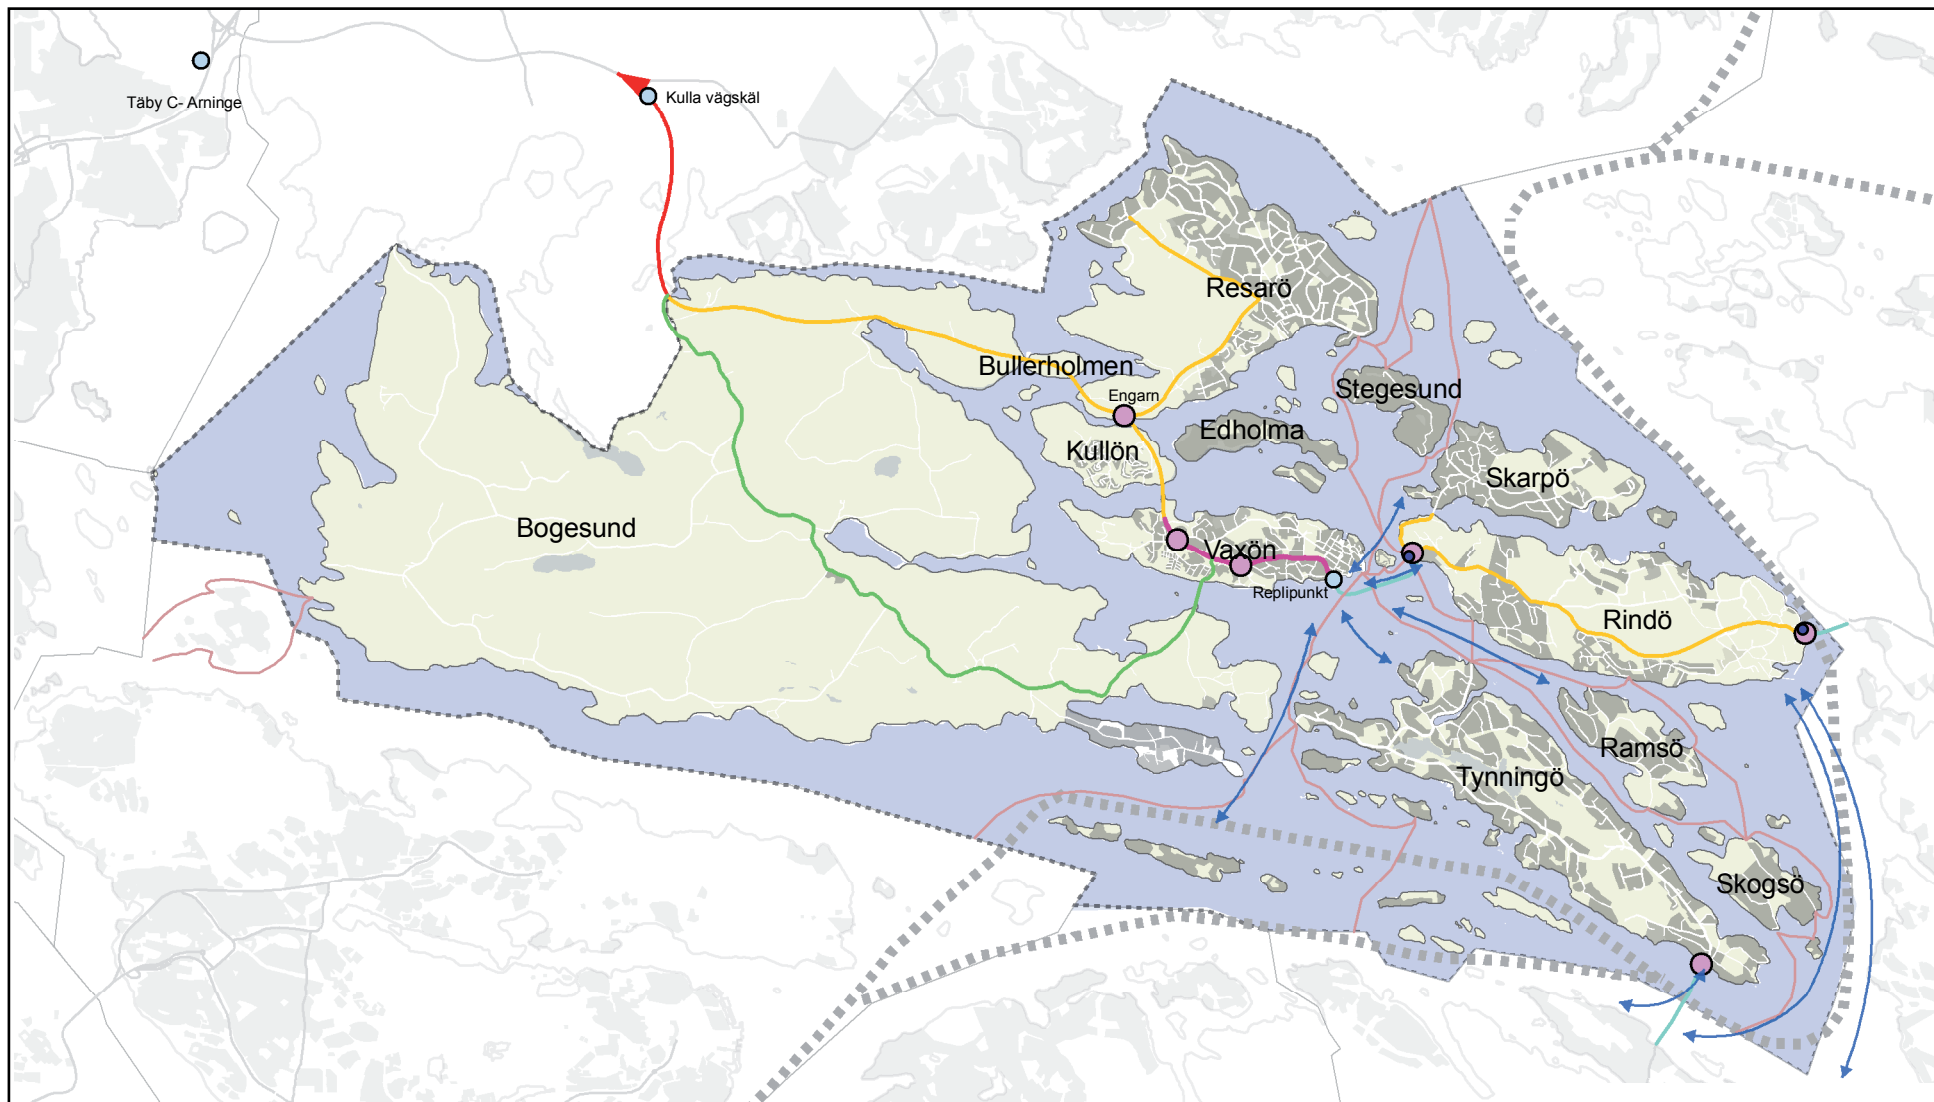 Täby C- Arninge
Kulla vägskäl
Resarö
Bullerholmen
Engarn
Stegesund
Edholma
Kullön
Skarpö
Bogesund
Vaxön
Replipunkt
Rindö
Ramsö
Tynningö
Skogsö